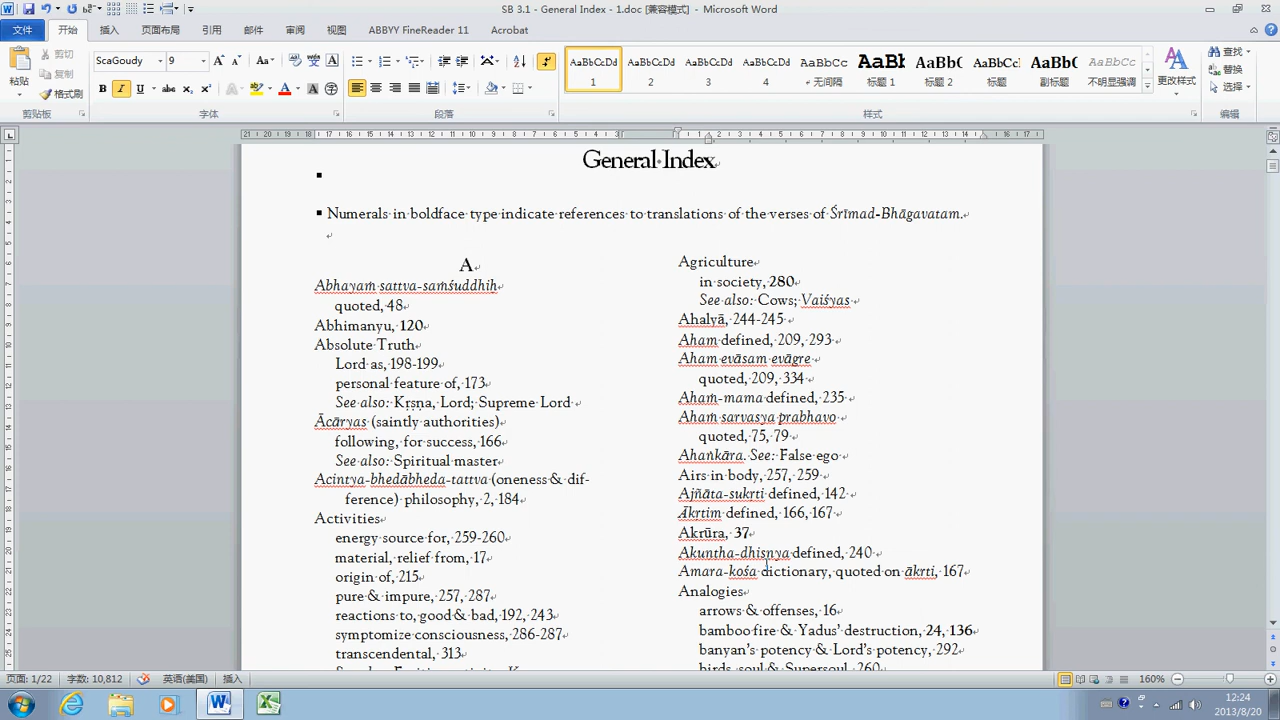 SB 3.1 - General Index - 1.doc [兼容模式] - Microsoft Word
文件 开始 插入 页面布局 引用 邮件 审阅 视图 ABBYY FineReader 11 Acrobat
粘贴
剪切
复制
格式刷
ScaGoudy 9
剪贴板 字体 段落 样式 编辑
AaBbCcDd 1
AaBbCcDd 2
AaBbCcDd 3
AaBbCcDd 4
AaBbCcDd 无间隔
AaBb 标题 1
AaBbC 标题 2
AaBbCcl 标题
AaBbC 副标题
AaBbCc 不明显强调
更改样式
查找
替换
选择
General Index
Numerals in boldface type indicate references to translations of the verses of Śrīmad-Bhāgavatam.
A
Abhayaṁ sattva-saṁśuddhiḥ
quoted, 48
Abhimanyu, 120
Absolute Truth
Lord as, 198-199
personal feature of, 173
See also: Kṛṣṇa, Lord; Supreme Lord
Ācāryas (saintly authorities)
following, for success, 166
See also: Spiritual master
Acintya-bhedābheda-tattva (oneness & dif-
ference) philosophy, 2, 184
Activities
energy source for, 259-260
material, relief from, 17
origin of, 215
pure & impure, 257, 287
reactions to, good & bad, 192, 243
symptomize consciousness, 286-287
transcendental, 313
Agriculture
in society, 280
See also: Cows; Vaiśyas
Ahalyā, 244-245
Aham defined, 209, 293
Aham evāsam evāgre
quoted, 209, 334
Ahaṁ-mama defined, 235
Ahaṁ sarvasya prabhavo
quoted, 75, 79
Ahaṅkāra. See: False ego
Airs in body, 257, 259
Ajñāta-sukṛti defined, 142
Ākṛtim defined, 166, 167
Akrūra, 37
Akuntha-dhiṣṇya defined, 240
Amara-kośa dictionary, quoted on ākṛti, 167
Analogies
arrows & offenses, 16
bamboo fire & Yadus' destruction, 24, 136
banyan's potency & Lord's potency, 292
birds, soul & Supersoul, 260
页面: 1/22 字数: 10,812 英语(美国) 插入 160%
12:24
2013/8/20